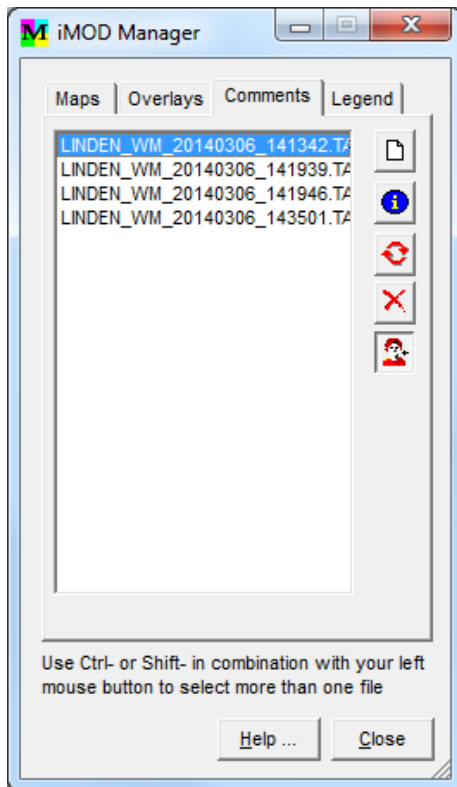 iMOD Manager
Maps Overlays Comments Legend
LINDEN_WM_20140306_141342.TA
LINDEN_WM_20140306_141939.TA
LINDEN_WM_20140306_141946.TA
LINDEN_WM_20140306_143501.TA
Use Ctrl- or Shift- in combination with your left
mouse button to select more than one file
Help ... Close